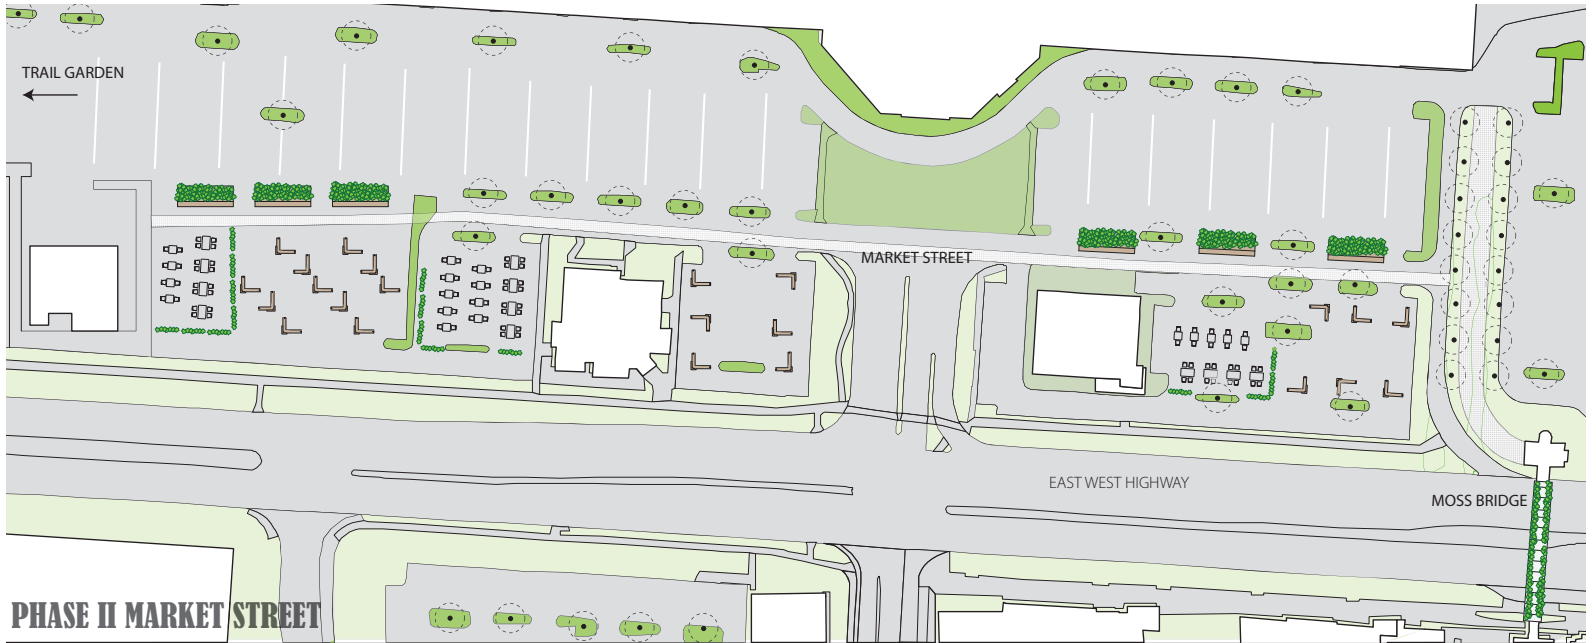 TRAIL GARDEN
MARKET STREET
EAST WEST HIGHWAY
MOSS BRIDGE
PHASE II MARKET STREET